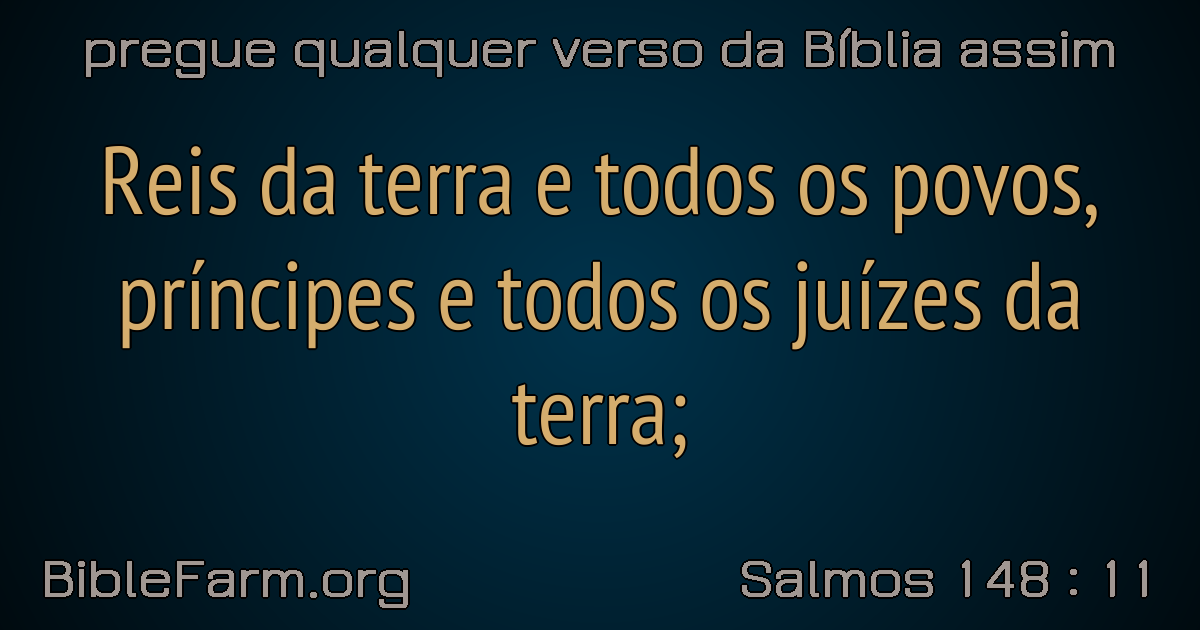 pregue qualquer verso da Bíblia assim
Reis da terra e todos os povos,
príncipes e todos os juízes da
terra;
BibleFarm.org
Salmos 148 : 11